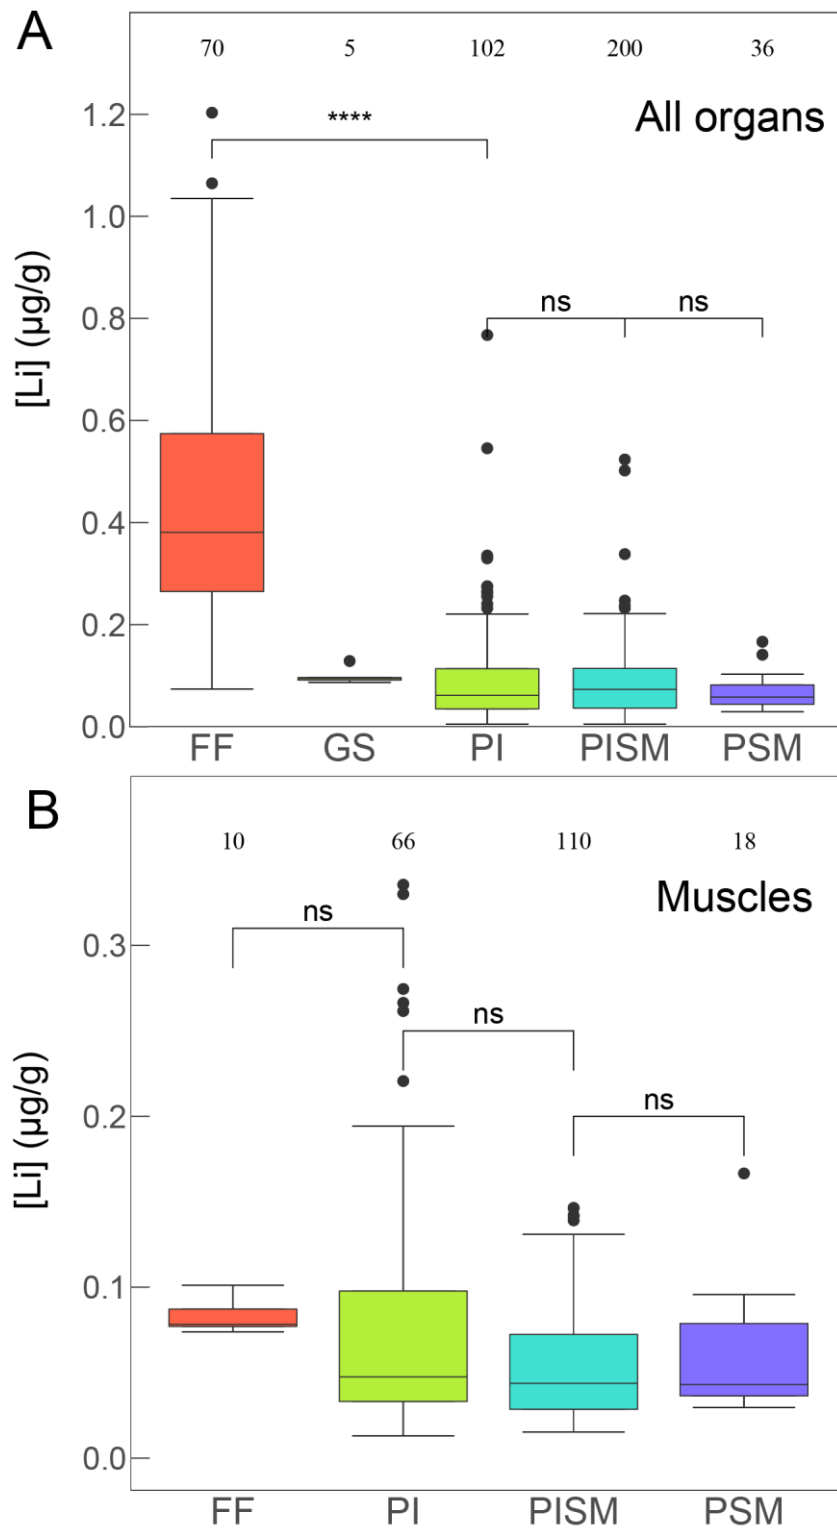 A
70 5 102 200 36
All organs
****
ns ns
[Li] (µg/g)
1.2
1.0
0.8
0.6
0.4
0.2
0.0
FF GS PI PISM PSM
B
10 66 110 18
Muscles
ns
ns
ns
[Li] (µg/g)
0.3
0.2
0.1
0.0
FF PI PISM PSM